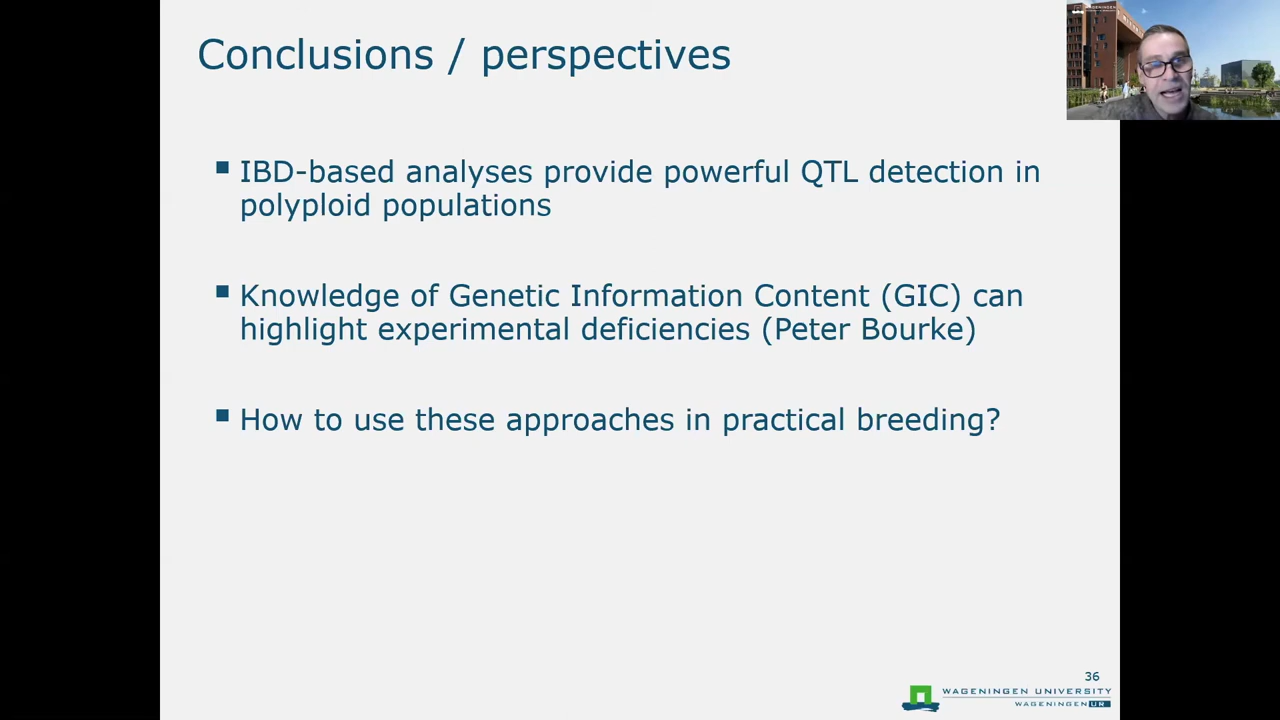 Conclusions / perspectives
IBD-based analyses provide powerful QTL detection in
polyploid populations
Knowledge of Genetic Information Content (GIC) can
highlight experimental deficiencies (Peter Bourke)
How to use these approaches in practical breeding?
36
WAGENINGEN UNIVERSITY
WAGENINGEN UR